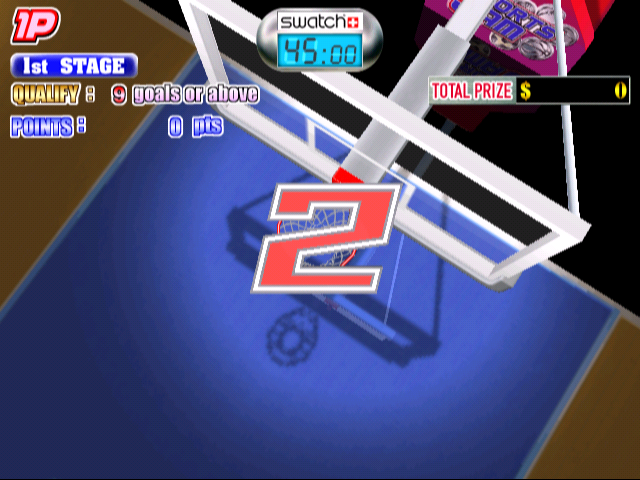 1P
swatch
45:00
1st STAGE
QUALIFY : 9 goals or above
TOTAL PRIZE $ 0
POINTS : 0 pts
2